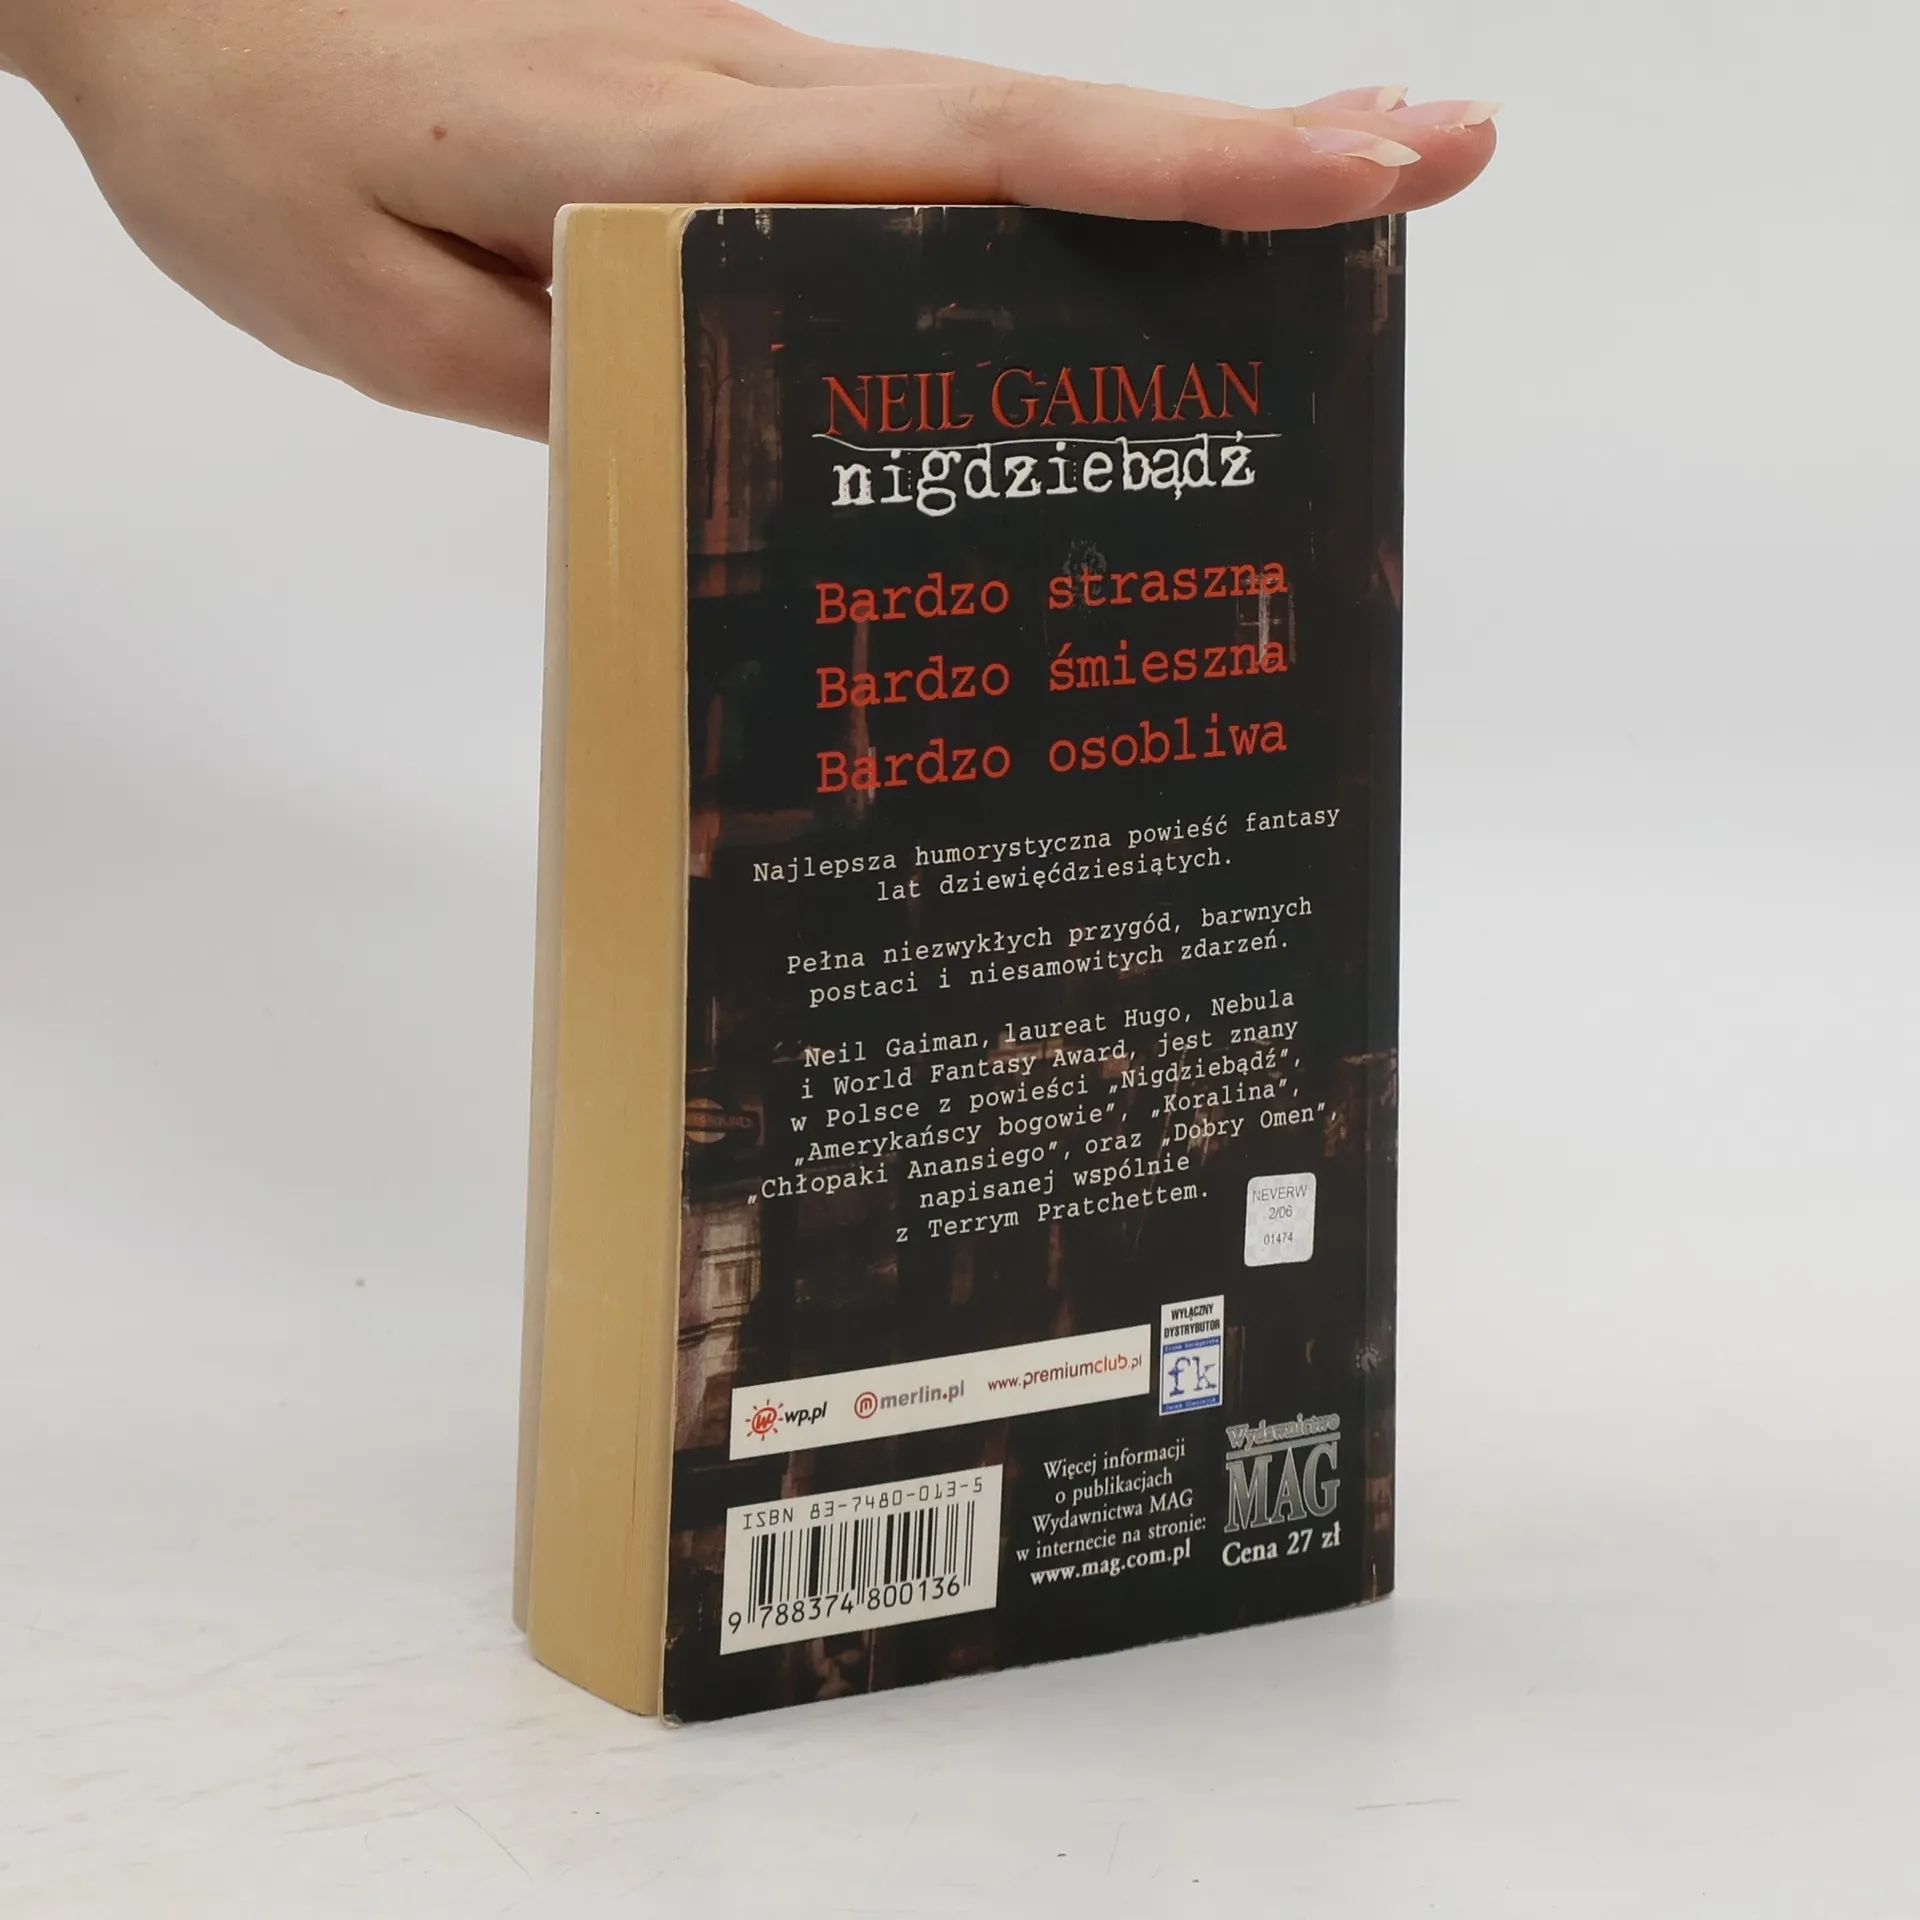 NEIL GAIMAN
nigdziebądź
Bardzo straszna
Bardzo śmieszna
Bardzo osobliwa
Najlepsza humorystyczna powieść fantasy
lat dziewięćdziesiątych.
Pełna niezwykłych przygód, barwnych
postaci i niesamowitych zdarzeń.
Neil Gaiman, laureat Hugo, Nebula
i World Fantasy Award, jest znany
w Polsce z powieści „Nigdziebądź”,
„Amerykańscy bogowie”, „Koralina”,
„Chłopaki Anansiego”, oraz „Dobry Omen”,
napisanej wspólnie
z Terrym Pratchettem.
NEVERW
2/06
01474
WYŁĄCZNY
DYSTRYBUTOR
fk
wp.pl
merlin.pl
www.premiumclub.pl
Wydawnictwo
MAG
Cena 27 zł
Więcej informacji
o publikacjach
Wydawnictwa MAG
w internecie na stronie:
www.mag.com.pl
ISBN 83-7480-013-5
9 788374 800136